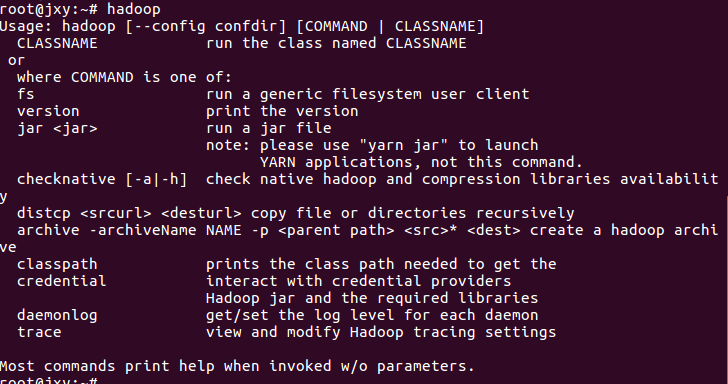 root@jxy:~# hadoop
Usage: hadoop [--config confdir] [COMMAND | CLASSNAME]
  CLASSNAME            run the class named CLASSNAME
 or
  where COMMAND is one of:
  fs                   run a generic filesystem user client
  version              print the version
  jar <jar>            run a jar file
                       note: please use "yarn jar" to launch
                             YARN applications, not this command.
  checknative [-a|-h]  check native hadoop and compression libraries availabilit
y
  distcp <srcurl> <desturl> copy file or directories recursively
  archive -archiveName NAME -p <parent path> <src>* <dest> create a hadoop archi
ve
  classpath            prints the class path needed to get the
  credential           interact with credential providers
                       Hadoop jar and the required libraries
  daemonlog            get/set the log level for each daemon
  trace                view and modify Hadoop tracing settings

Most commands print help when invoked w/o parameters.
root@jxy:~#